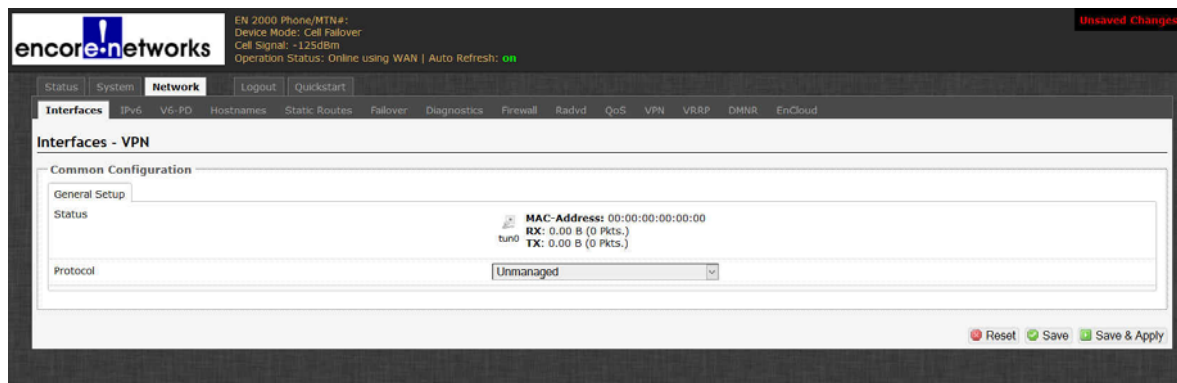 encore!networks
EN 2000 Phone/MTN#:
Device Mode: Cell Failover
Cell Signal: -125dBm
Operation Status: Online using WAN | Auto Refresh: on
Unsaved Changes
Status System Network Logout Quickstart
Interfaces IPv6 V6-PD Hostnames Static Routes Failover Diagnostics Firewall Radvd QoS VPN VRRP DMNR EnCloud
Interfaces - VPN
Common Configuration
General Setup
Status
MAC-Address: 00:00:00:00:00:00
RX: 0.00 B (0 Pkts.)
tun0 TX: 0.00 B (0 Pkts.)
Protocol Unmanaged
Reset Save Save & Apply